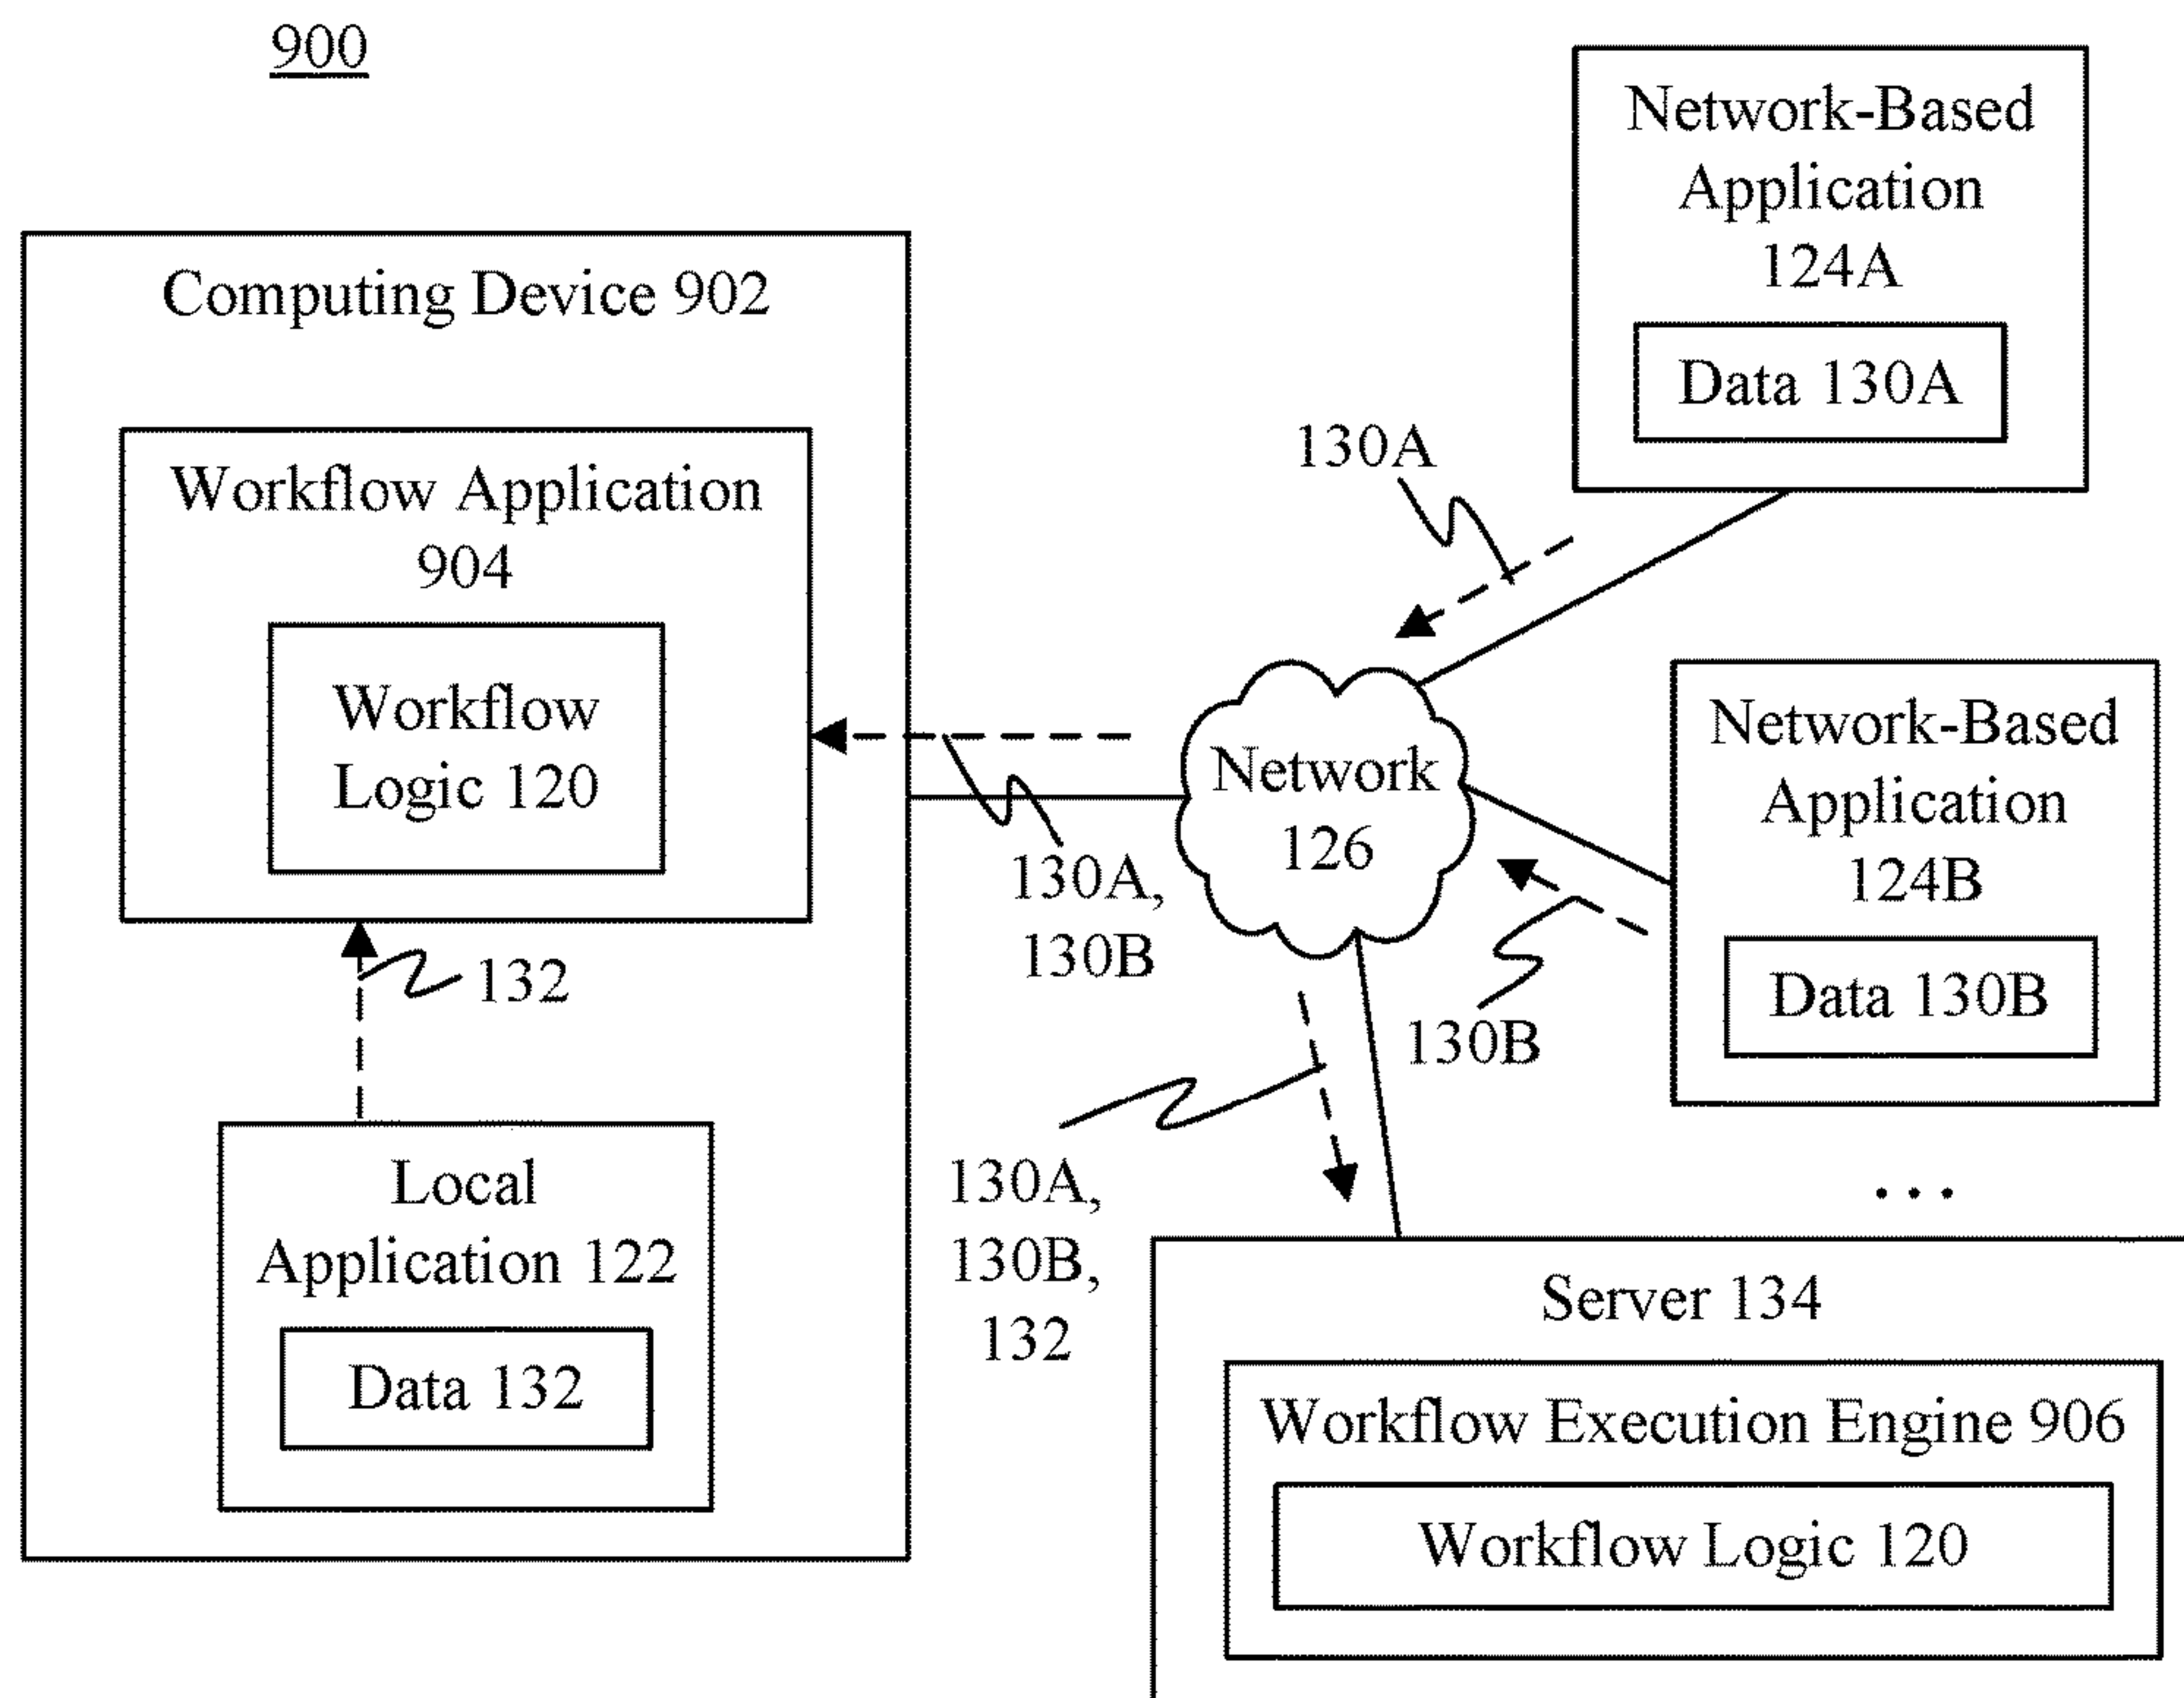 900
Computing Device 902
Workflow Application
904
Workflow
Logic 120
132
Local
Application 122
Data 132
130A,
130B
Network
126
130A
Network-Based
Application
124A
Data 130A
Network-Based
Application
124B
Data 130B
130B
...
130A,
130B,
132
Server 134
Workflow Execution Engine 906
Workflow Logic 120